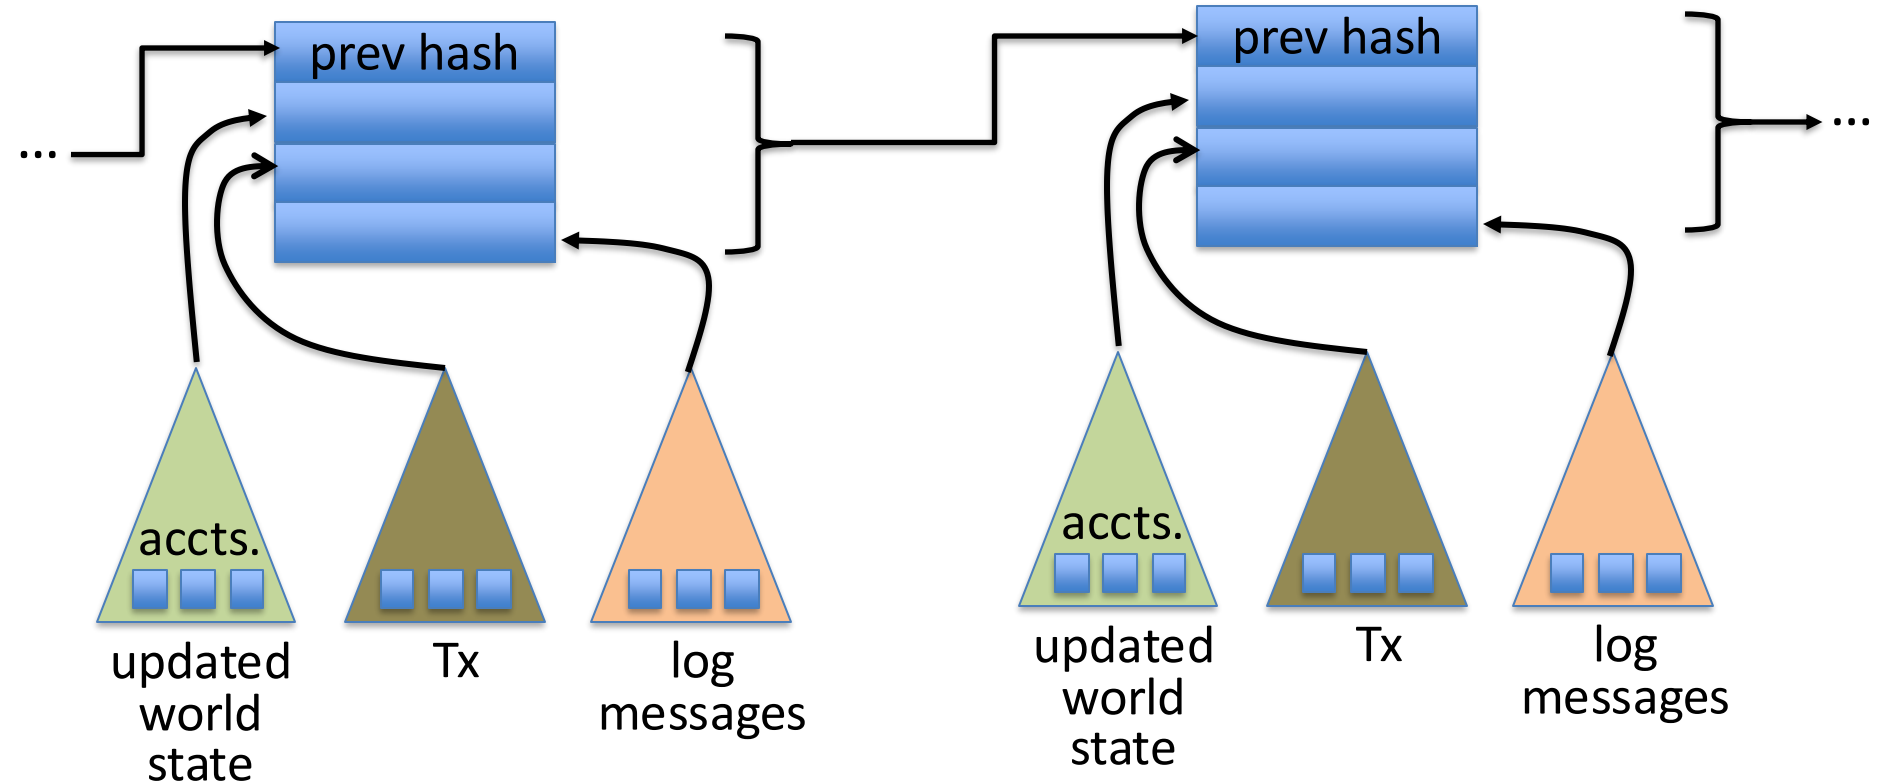 ...
prev hash
prev hash
...
accts.
updated
world
state
Tx
log
messages
accts.
updated
world
state
Tx
log
messages